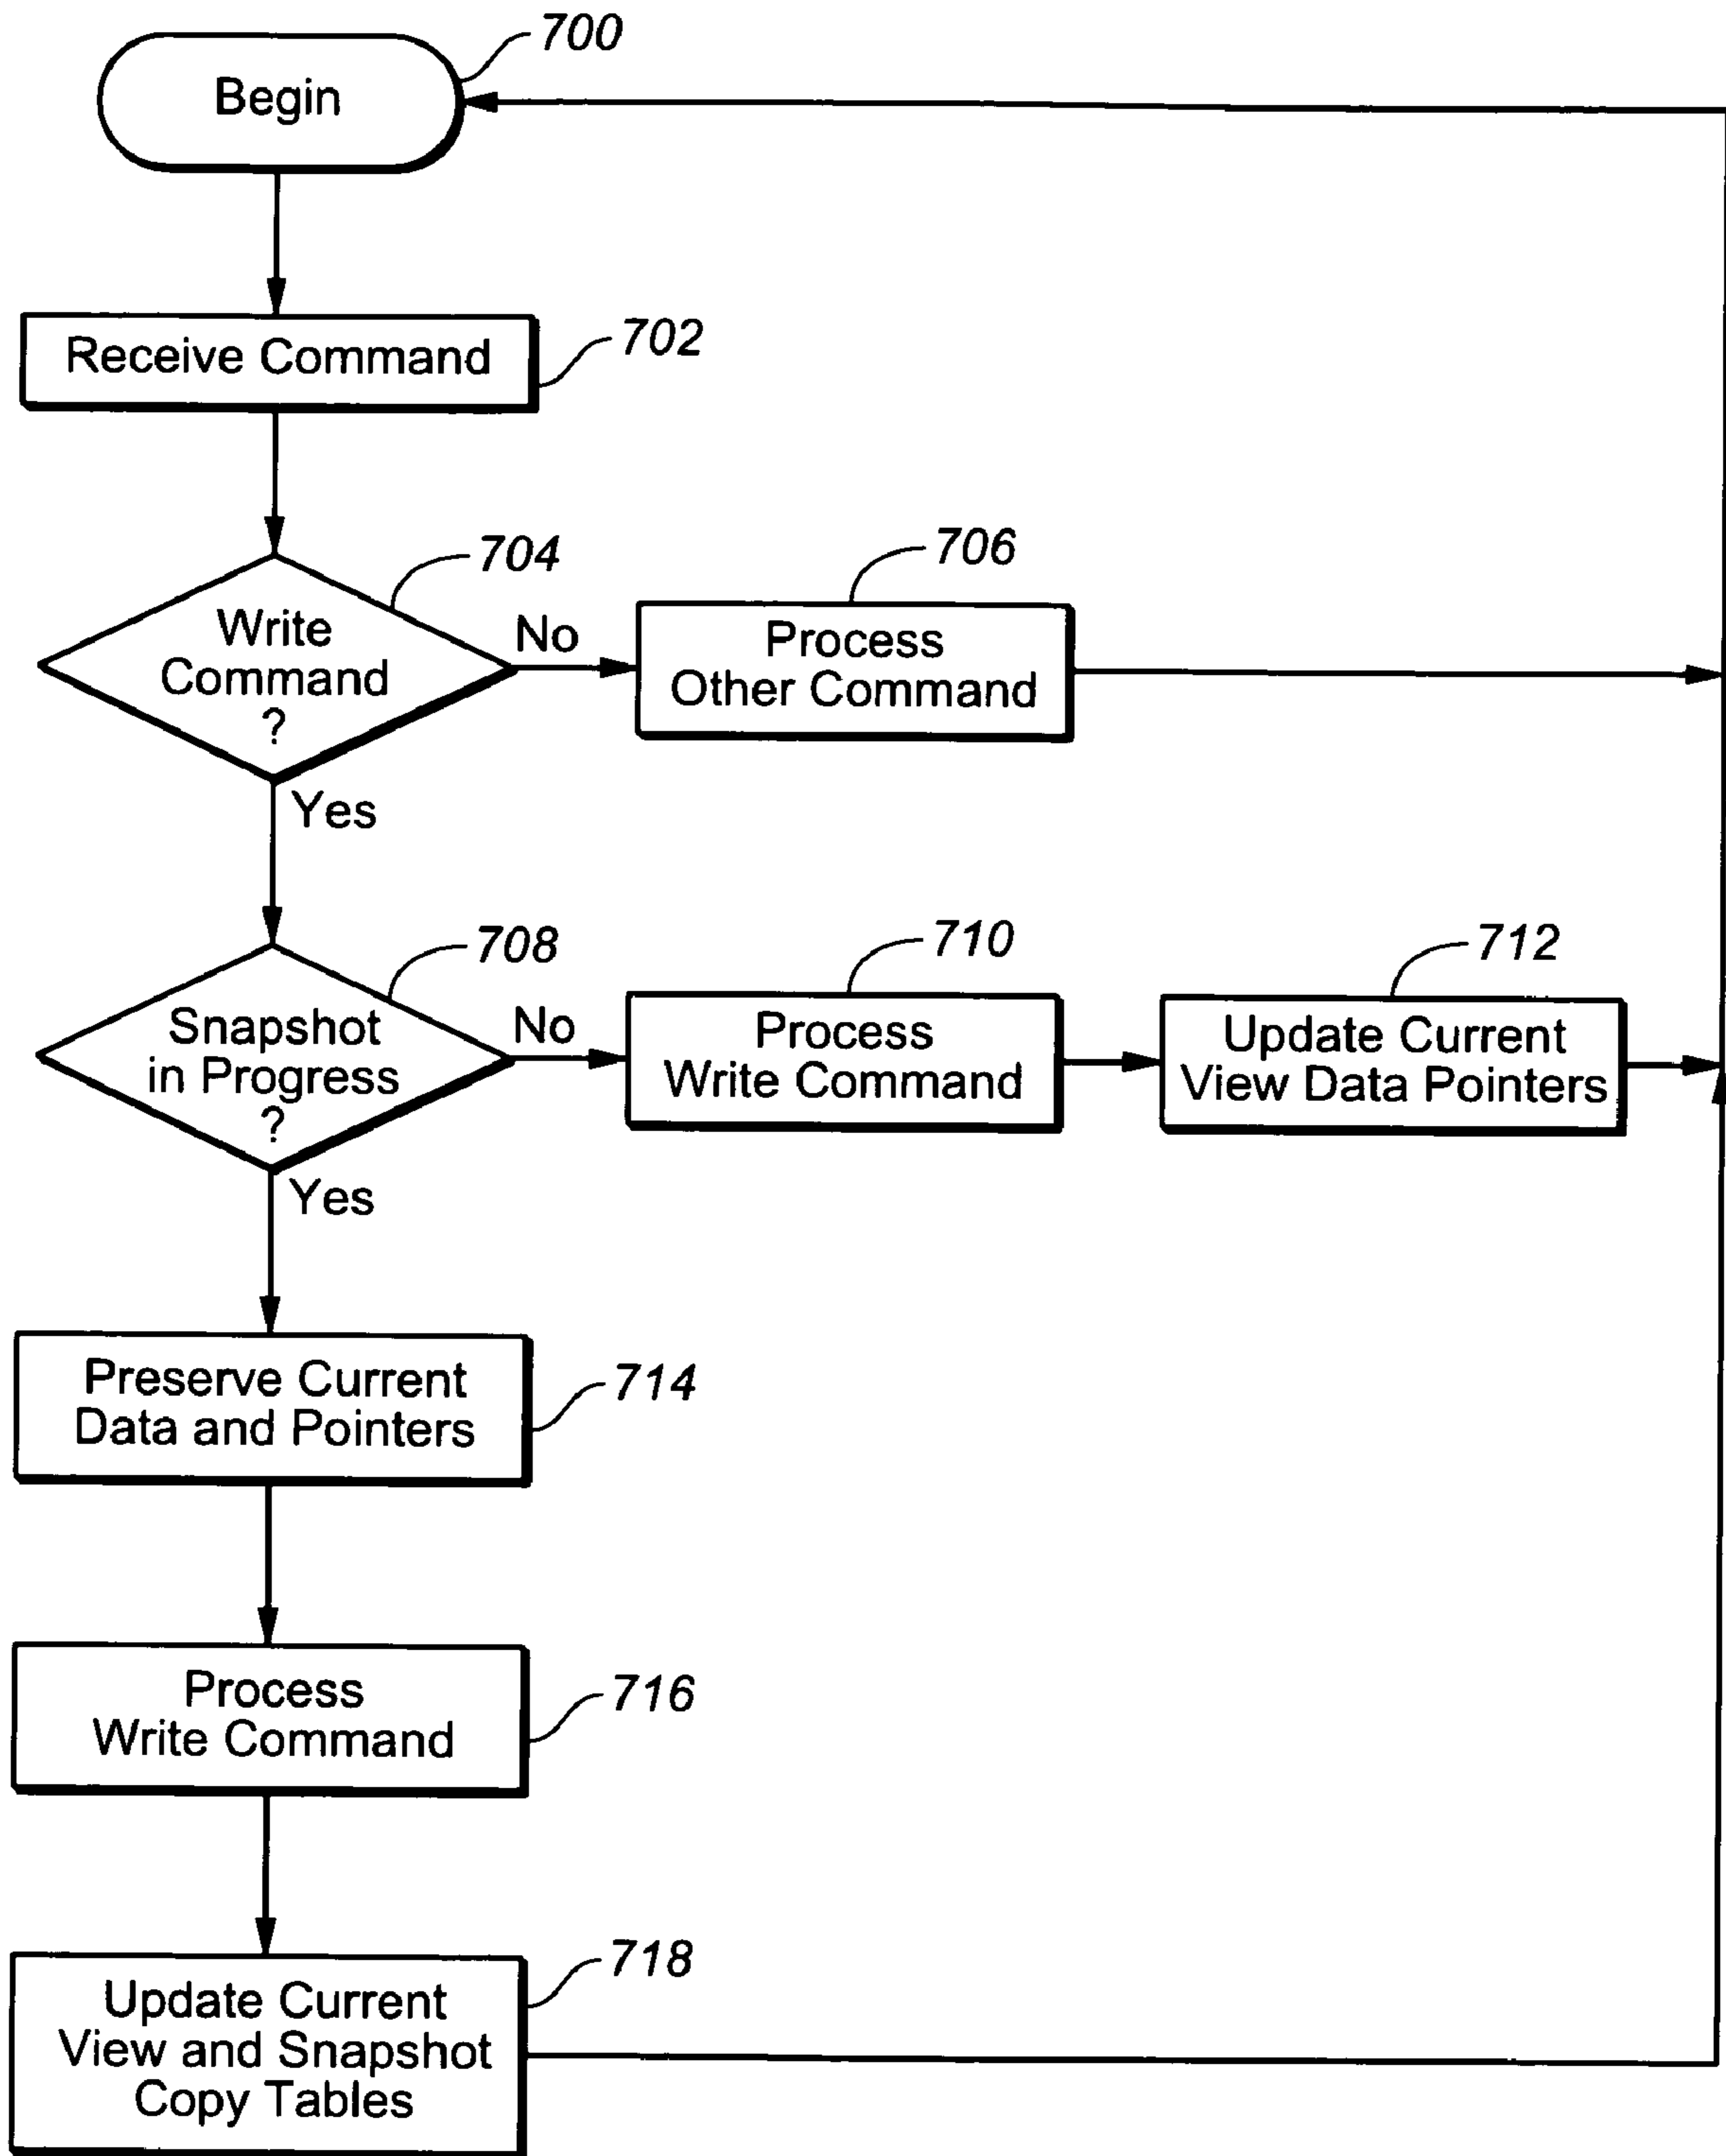 700
Begin
Receive Command
702
704
706
Write
Command
?
No
Process
Other Command
Yes
708
710
712
Snapshot
in Progress
?
No
Process
Write Command
Update Current
View Data Pointers
Yes
Preserve Current
Data and Pointers
714
Process
Write Command
716
718
Update Current
View and Snapshot
Copy Tables